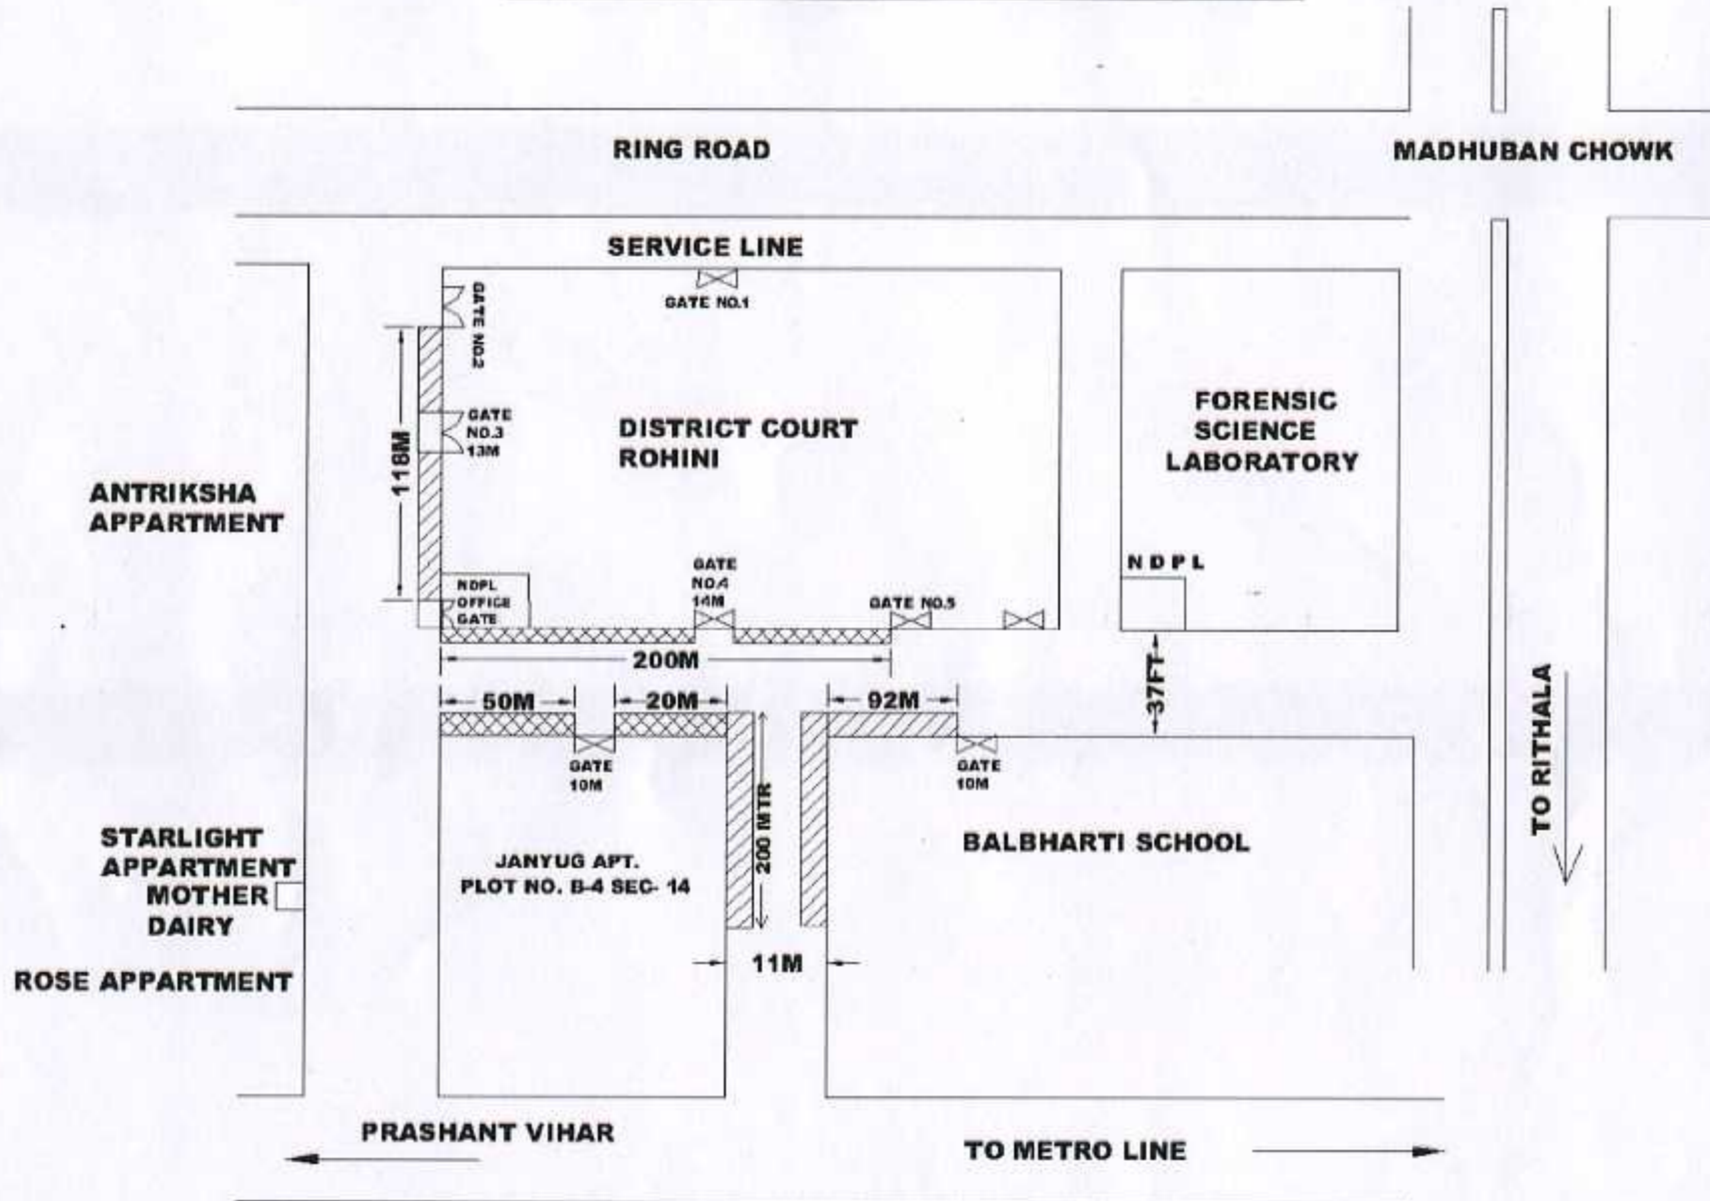 RING ROAD
MADHUBAN CHOWK
SERVICE LINE
GATE NO.1
GATE NO.2
GATE
NO.3
13M
118M
DISTRICT COURT
ROHINI
FORENSIC
SCIENCE
LABORATORY
ANTRIKSHA
APPARTMENT
NDPL
OFFICE
GATE
GATE
NO.4
14M
GATE NO.5
N D P L
200M
37FT
50M
20M
92M
GATE
10M
GATE
10M
200 MTR
TO RITHALA
STARLIGHT
APPARTMENT
MOTHER
DAIRY
JANYUG APT.
PLOT NO. B-4 SEC- 14
BALBHARTI SCHOOL
11M
ROSE APPARTMENT
PRASHANT VIHAR
TO METRO LINE